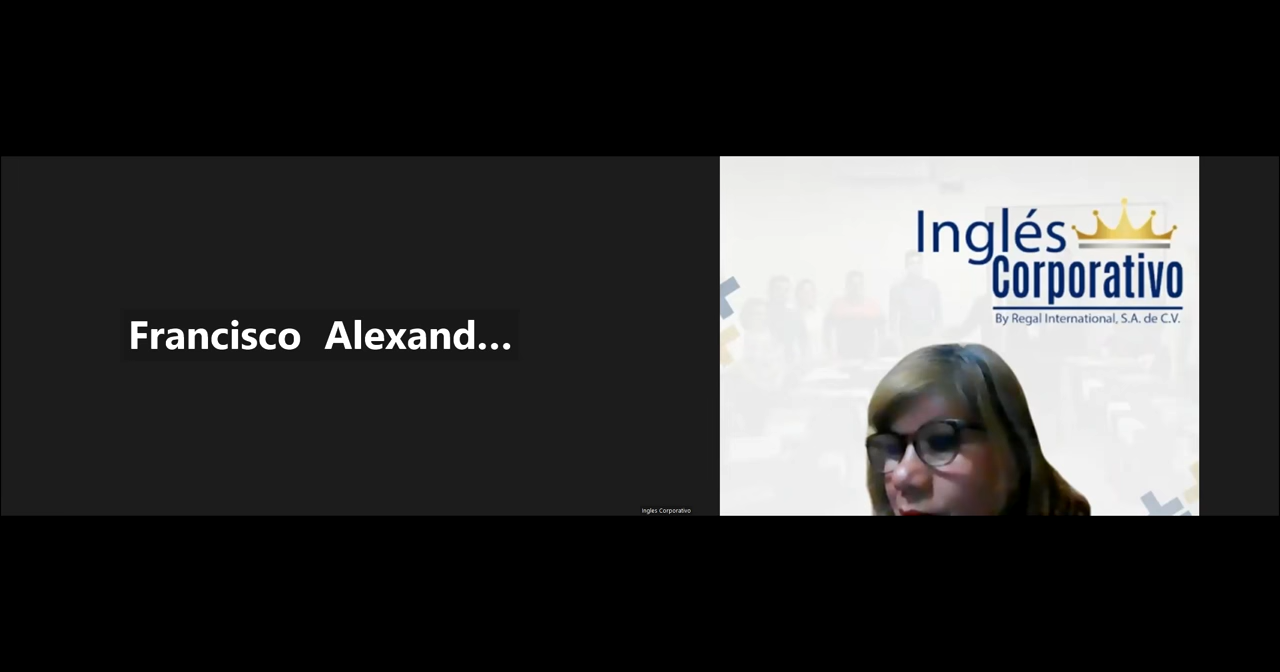 Francisco Alexand...
Ingles Corporativo
Inglés
Corporativo
By Regal International, S.A. de C.V.